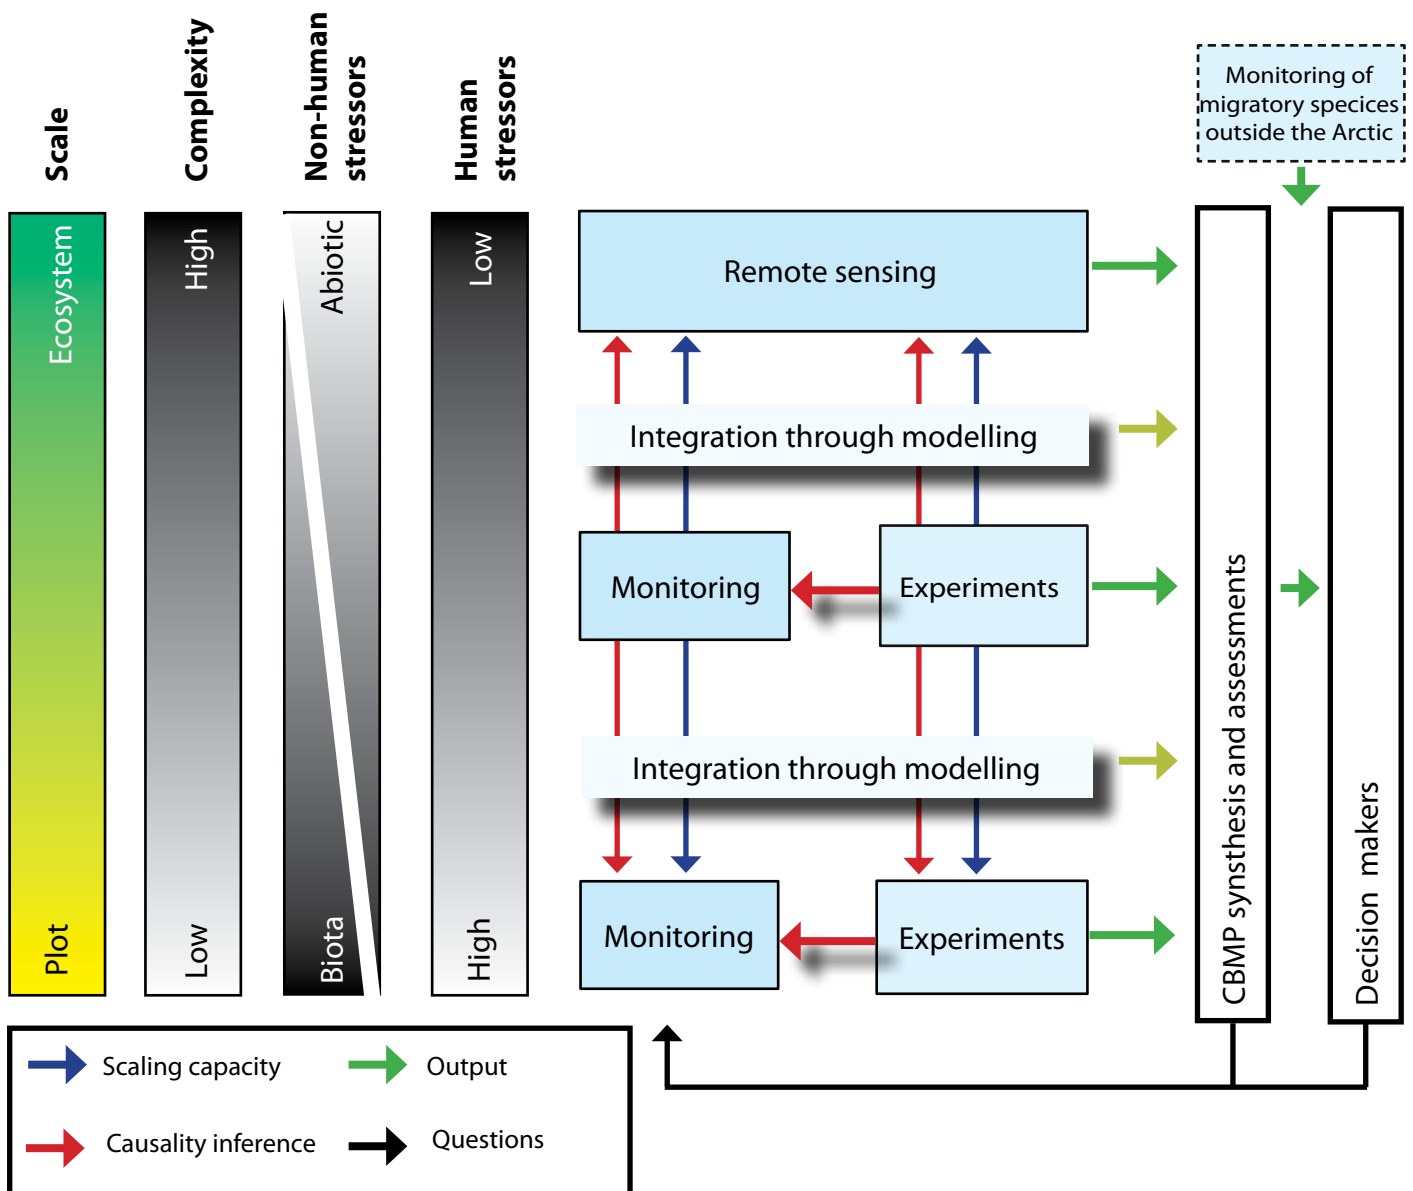 Scale
Complexity
Non-human
stressors
Human
stressors
Monitoring of
migratory specices
outside the Arctic
Ecosystem
High
Abiotic
Low
Remote sensing
Integration through modelling
Monitoring
Experiments
Integration through modelling
Monitoring
Experiments
Plot
Low
Biota
High
CBMP synsthesis and assessments
Decision makers
Scaling capacity
Output
Causality inference
Questions